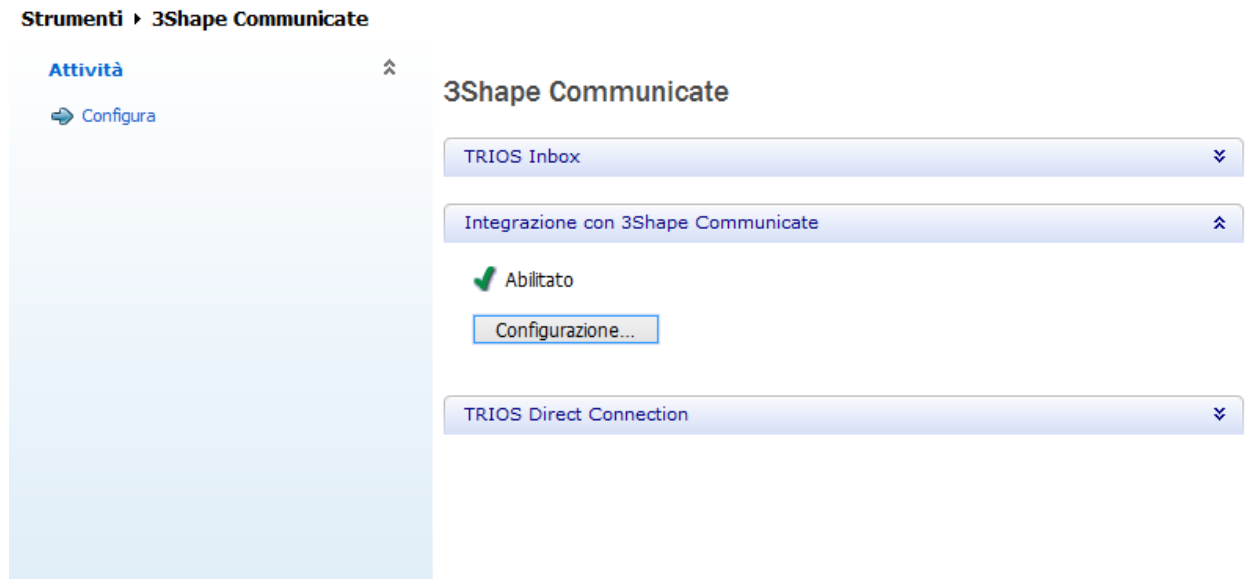 Strumenti ▸ 3Shape Communicate
Attività
Configura
3Shape Communicate
TRIOS Inbox
Integrazione con 3Shape Communicate
Abilitato
Configurazione...
TRIOS Direct Connection